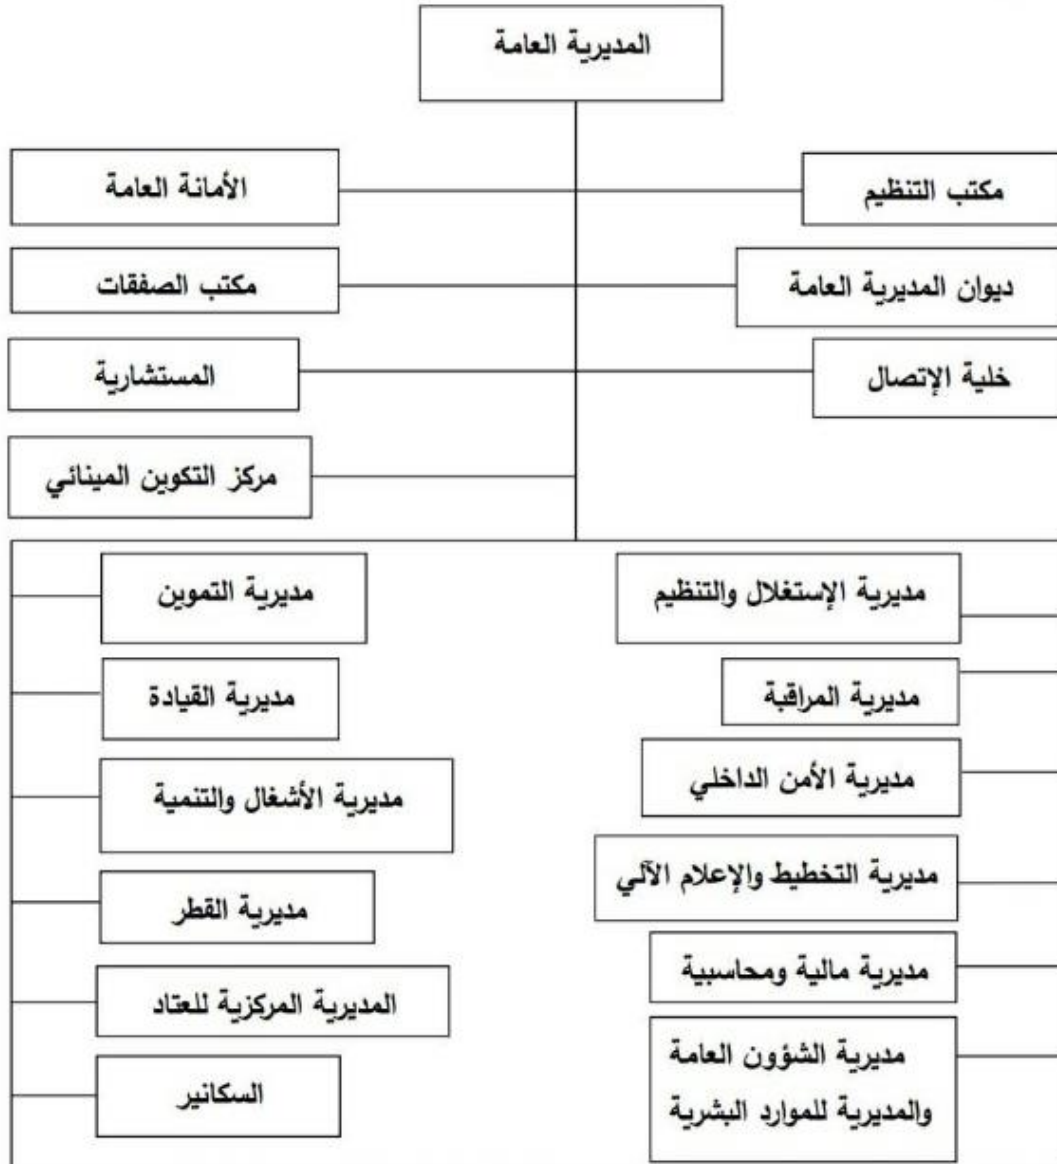 المديرية العامة
مكتب التنظيم
الأمانة العامة
ديوان المديرية العامة
مكتب الصفقات
خلية الإتصال
المستشارية
مركز التكوين المينائي
مديرية الإستغلال والتنظيم
مديرية المراقبة
مديرية الأمن الداخلي
مديرية التخطيط والإعلام الآلي
مديرية مالية ومحاسبية
مديرية الشؤون العامة
والمديرية للموارد البشرية
مديرية التموين
مديرية القيادة
مديرية الأشغال والتنمية
مديرية القطر
المديرية المركزية للعتاد
السكانير